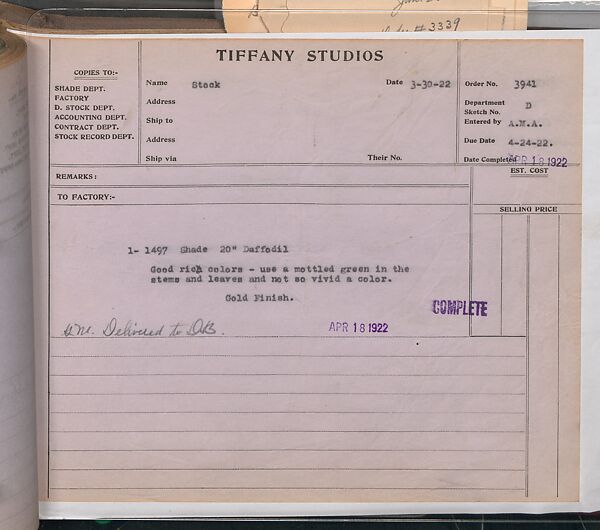 # 3339
TIFFANY STUDIOS
COPIES TO:-
SHADE DEPT.
FACTORY
D. STOCK DEPT.
ACCOUNTING DEPT.
CONTRACT DEPT.
STOCK RECORD DEPT.
Name Stock Date 3-30-22
Address
Ship to
Address
Ship via Their No.
Order No. 3941
Department D
Sketch No.
Entered by A.M.A.
Due Date 4-24-22.
Date Completed APR 18 1922
REMARKS:
EST. COST
TO FACTORY:-
SELLING PRICE
1- 1497 Shade 20" Daffodil
Good rich colors - use a mottled green in the
stems and leaves and not so vivid a color.
Gold Finish.
COMPLETE
Delivered to
APR 18 1922